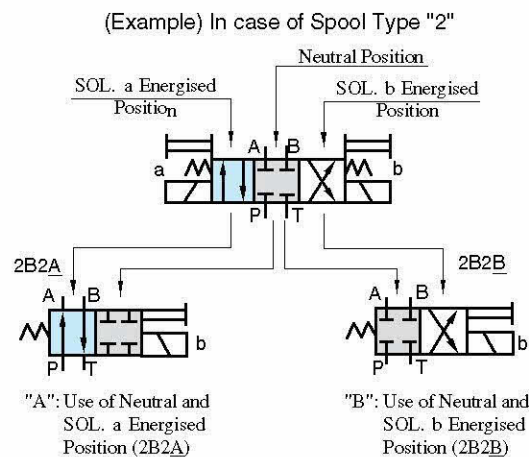 (Example) In case of Spool Type "2"
Neutral Position
SOL. a Energised
Position
SOL. b Energised
Position
A B
a b
P T
2B2A 2B2B
A B
b
P T
A B
b
P T
"A": Use of Neutral and
SOL. a Energised
Position (2B2A)
"B": Use of Neutral and
SOL. b Energised
Position (2B2B)